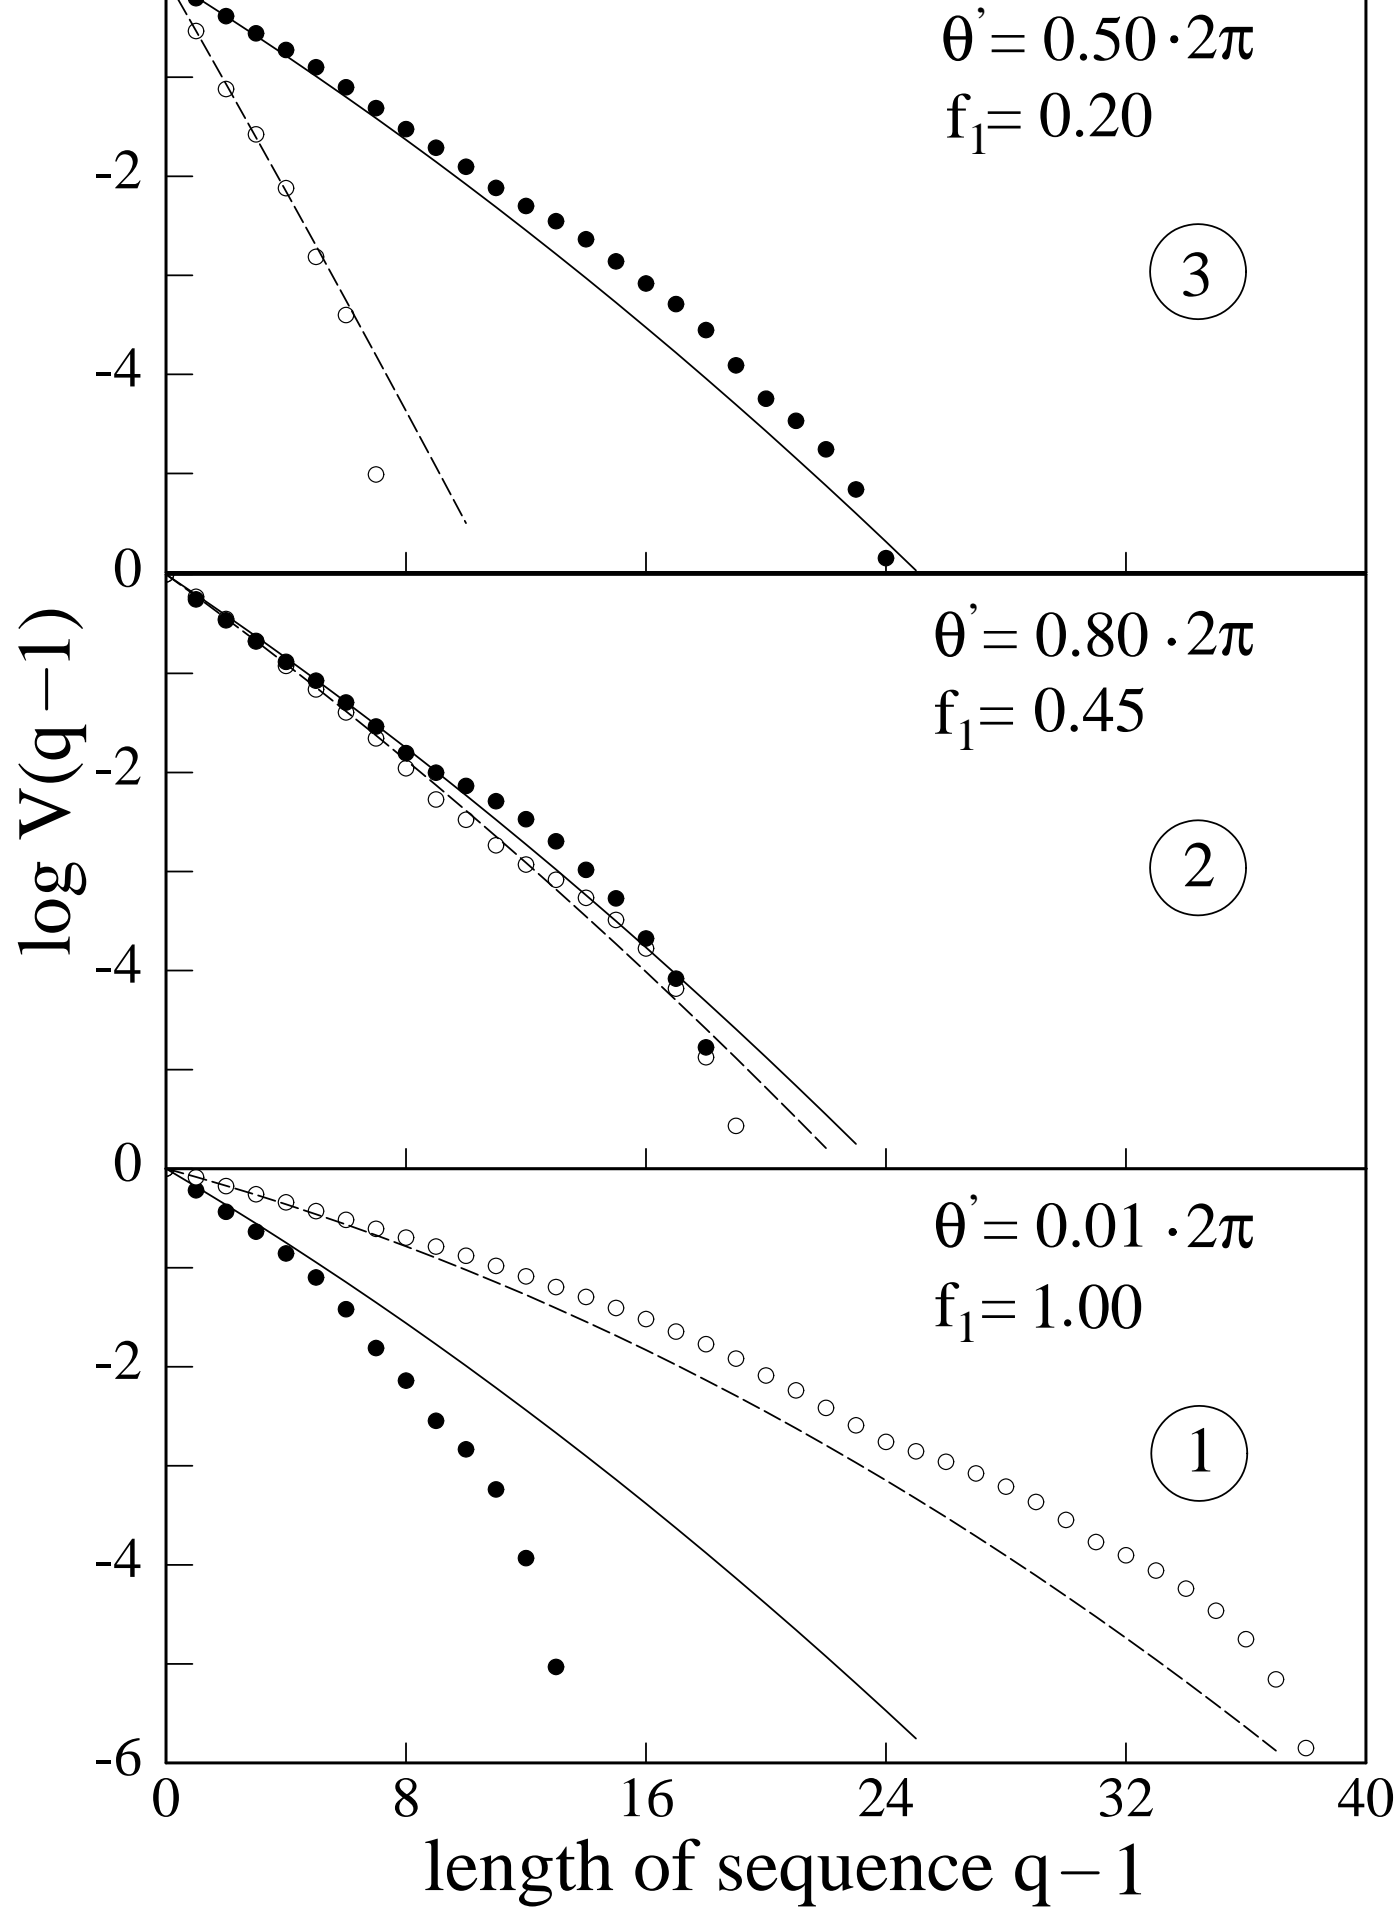 θ’= 0.50·2π
f1= 0.20
-2
3
-4
0
θ’= 0.80·2π
f1= 0.45
-2
2
-4
log V(q−1)
0
θ’= 0.01·2π
f1= 1.00
-2
1
-4
-6
0 8 16 24 32 40
length of sequence q−1